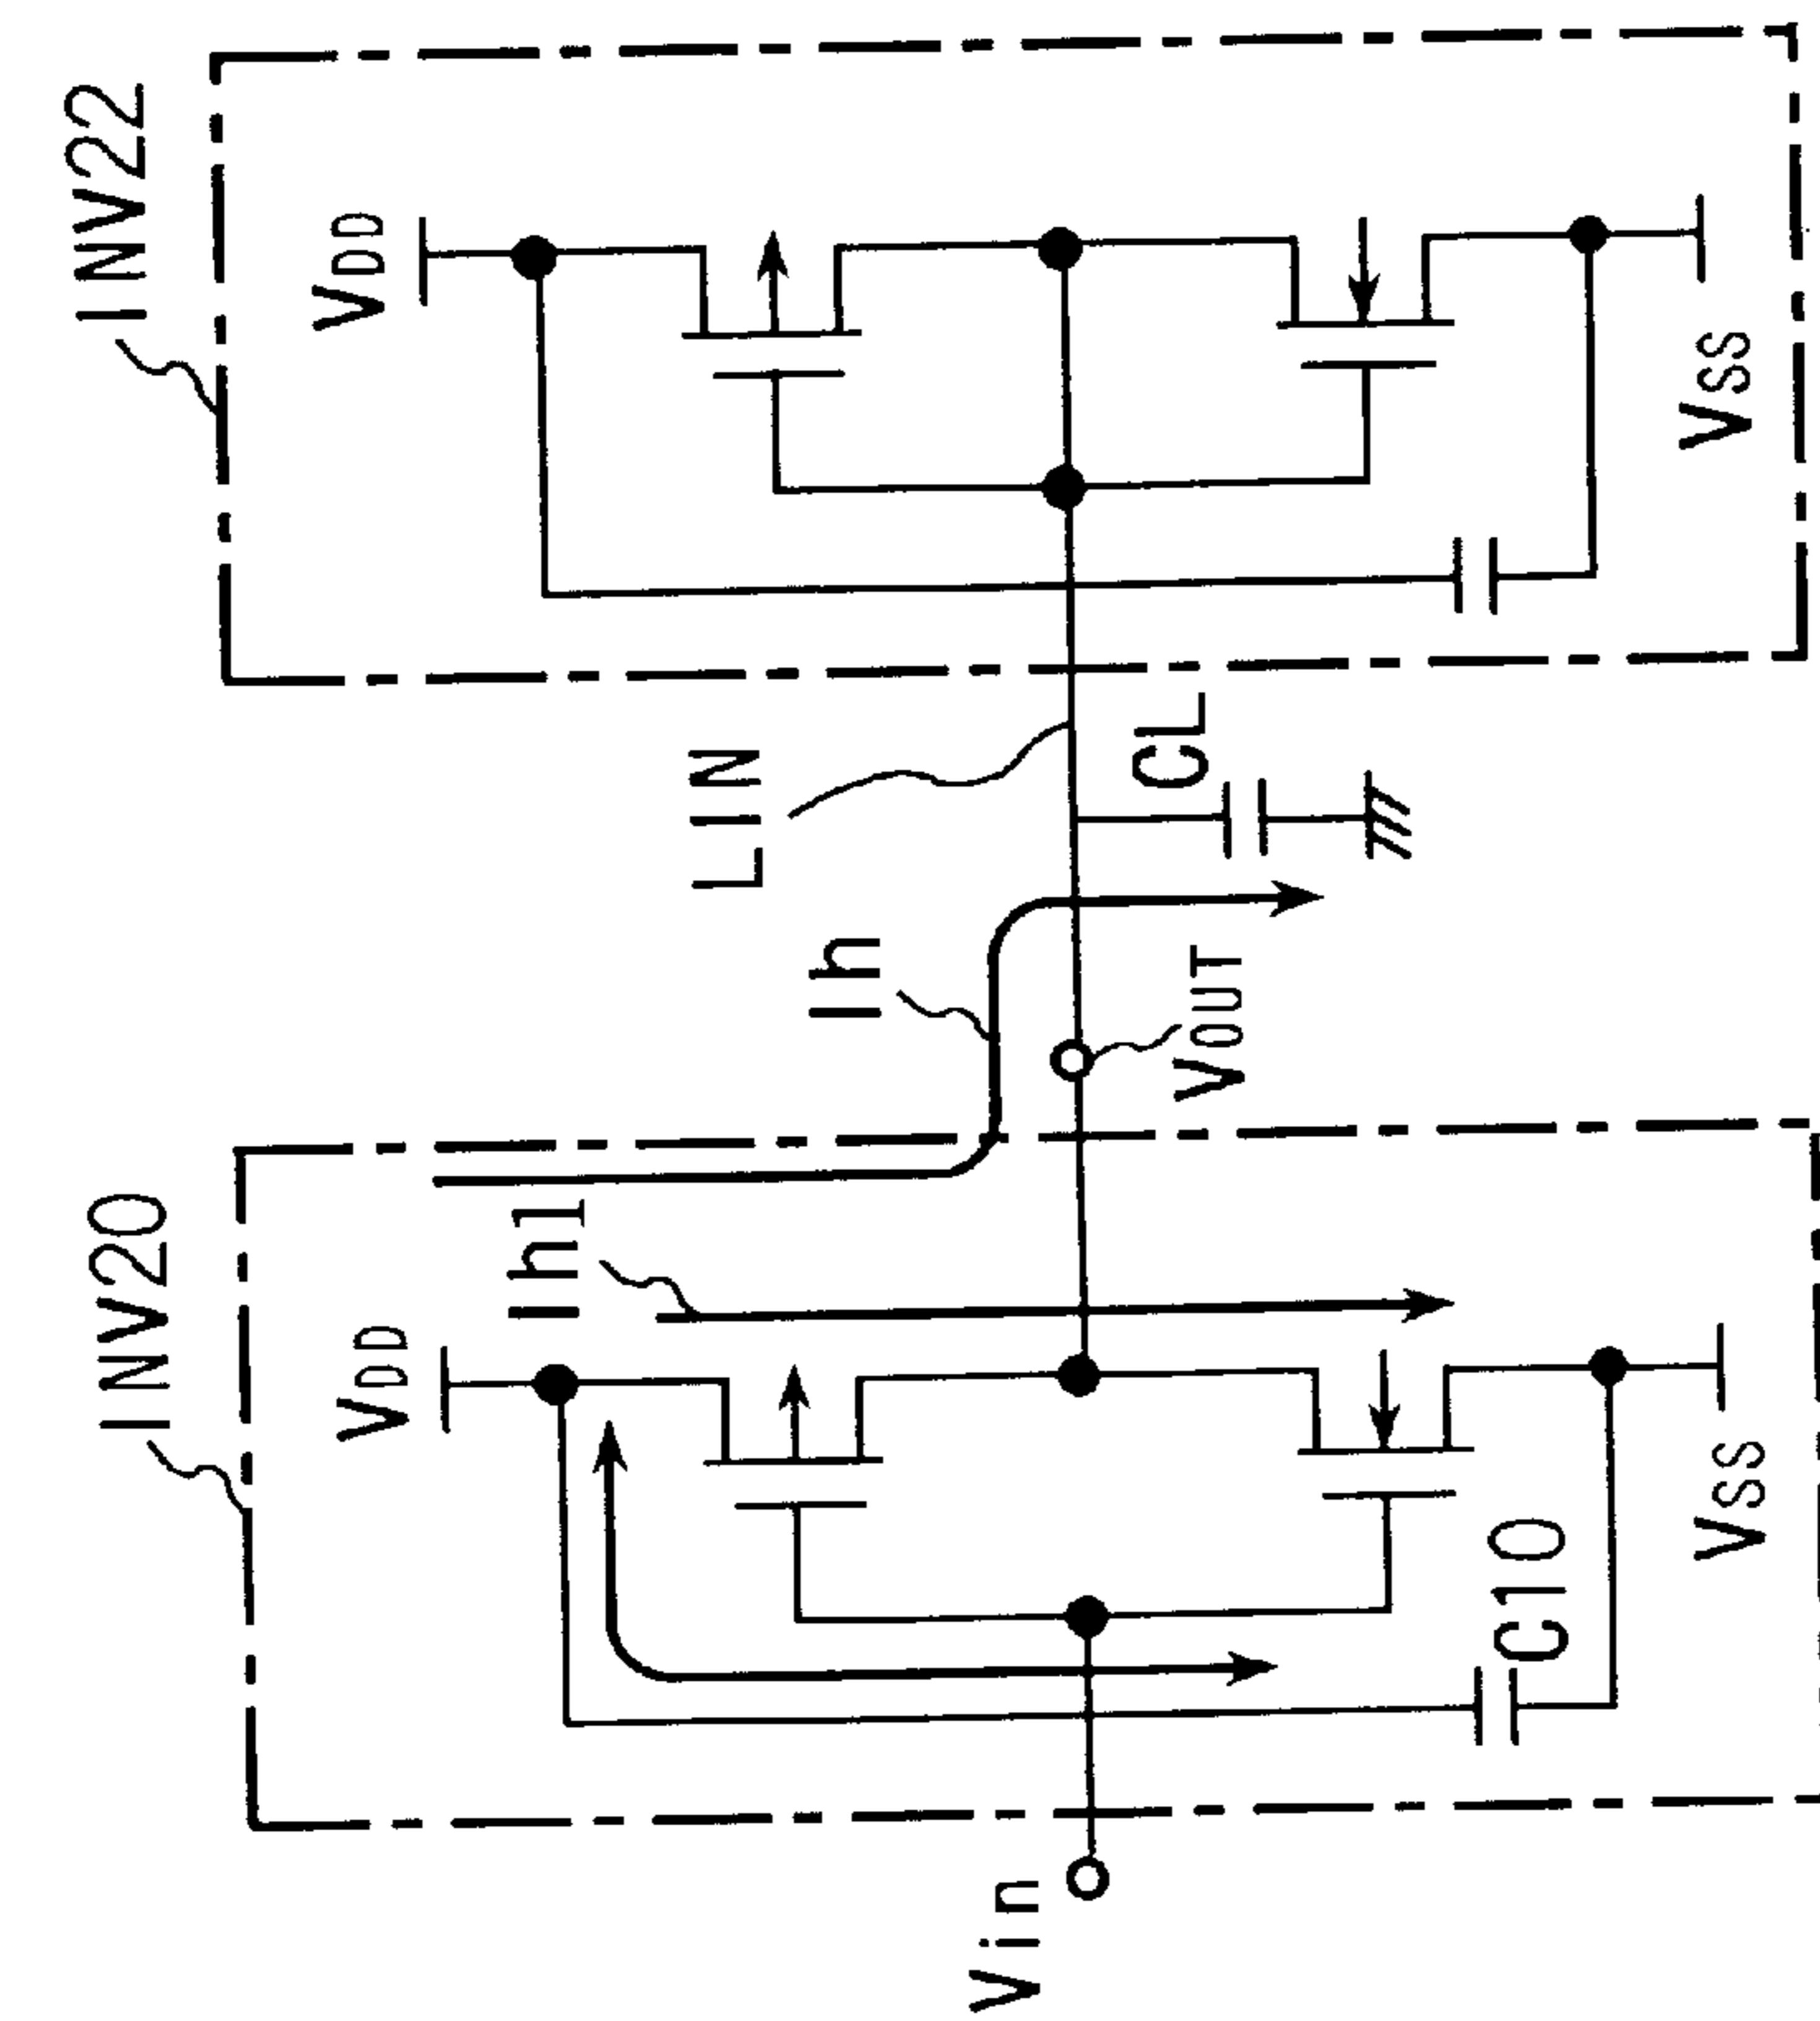 INV20
INV22
VDD
VDD
Ih1
Ih
LIN
Vin
VOUT
CL
C10
VSS
VSS